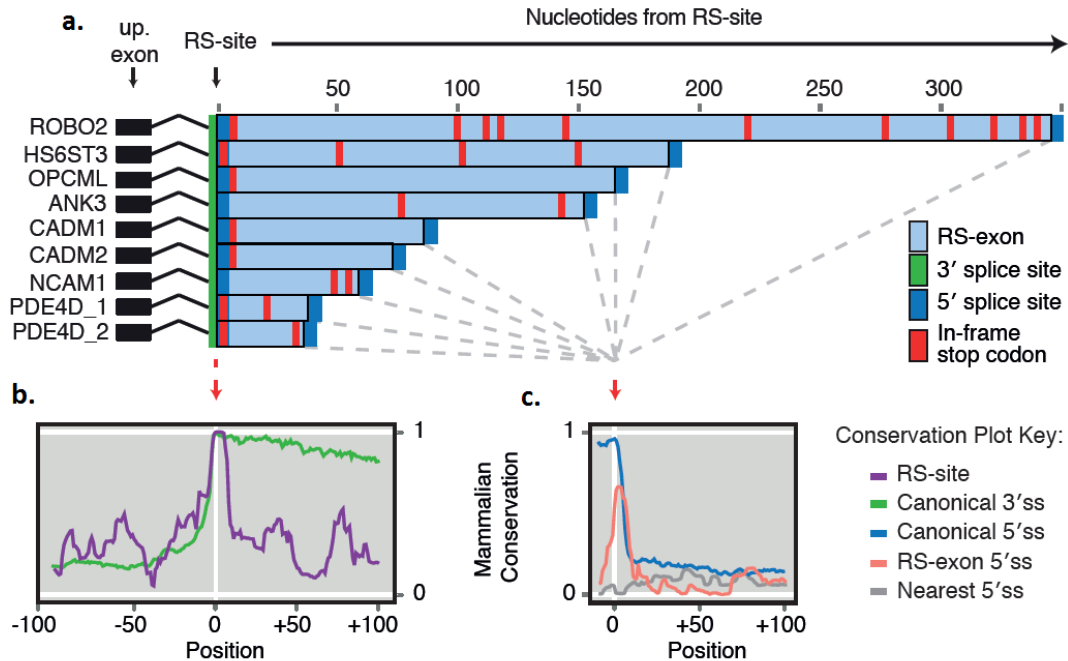 a.
Nucleotides from RS-site
up.
exon
RS-site
50 100 150 200 250 300
ROBO2
HS6ST3
OPCML
ANK3
CADM1
CADM2
NCAM1
PDE4D_1
PDE4D_2
RS-exon
3′ splice site
5′ splice site
In-frame
stop codon
b.
1
0
-100 -50 0 +50 +100
Position
c.
Mammalian
Conservation
1
0
0 +50 +100
Position
Conservation Plot Key:
RS-site
Canonical 3′ss
Canonical 5′ss
RS-exon 5′ss
Nearest 5′ss